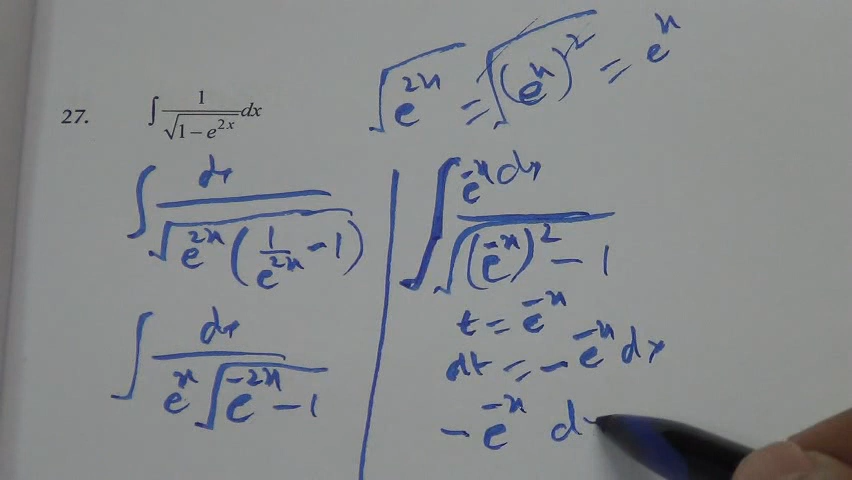 √e^{2x} = √(e^x)^2 = e^x
27. ∫ 1/√(1 − e^{2x}) dx
∫ dx / √(e^{2x} (1/e^{2x} − 1))
∫ dx / (e^x √(e^{−2x} − 1))
∫ e^{−x} dx / √((e^{−x})^2 − 1)
t = e^{−x}
dt = −e^{−x} dx
−e^{−x} d